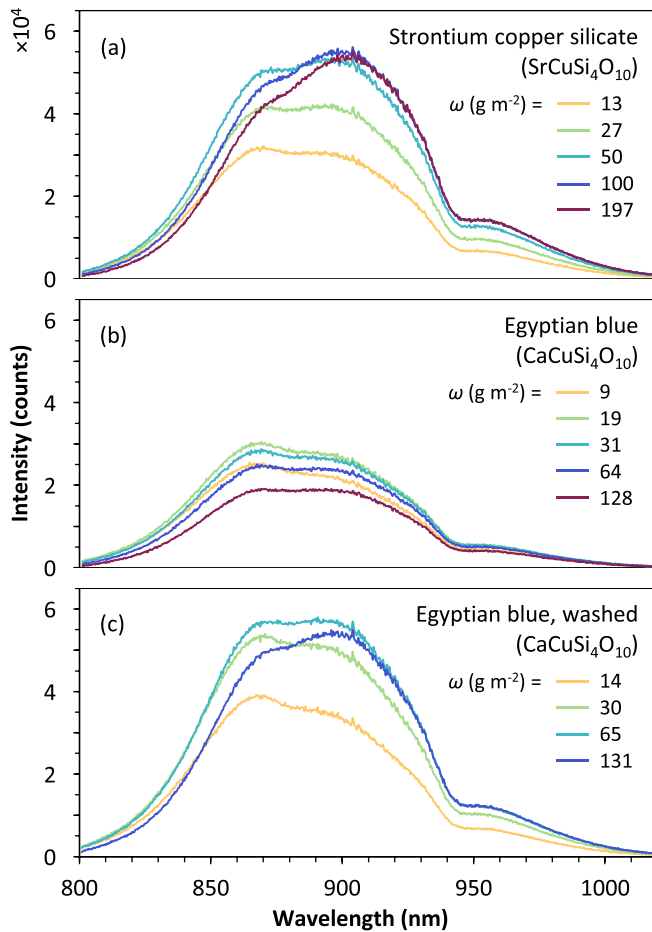 ×10⁴
6
4
2
0
(a)
Strontium copper silicate
(SrCuSi₄O₁₀)
ω (g m⁻²) =
13
27
50
100
197
Intensity (counts)
6
4
2
0
(b)
Egyptian blue
(CaCuSi₄O₁₀)
ω (g m⁻²) =
9
19
31
64
128
6
4
2
0
(c)
Egyptian blue, washed
(CaCuSi₄O₁₀)
ω (g m⁻²) =
14
30
65
131
800 850 900 950 1000
Wavelength (nm)